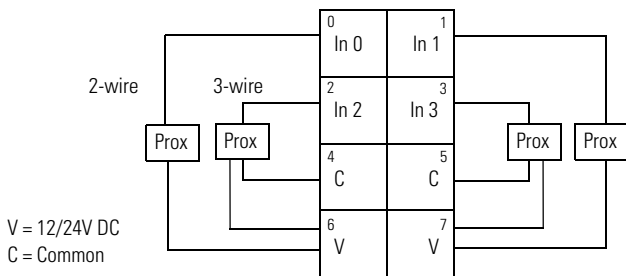 0 1
In 0 In 1
2-wire 3-wire
2 3
In 2 In 3
Prox Prox Prox Prox
4 5
C C
6 7
V V
V = 12/24V DC
C = Common